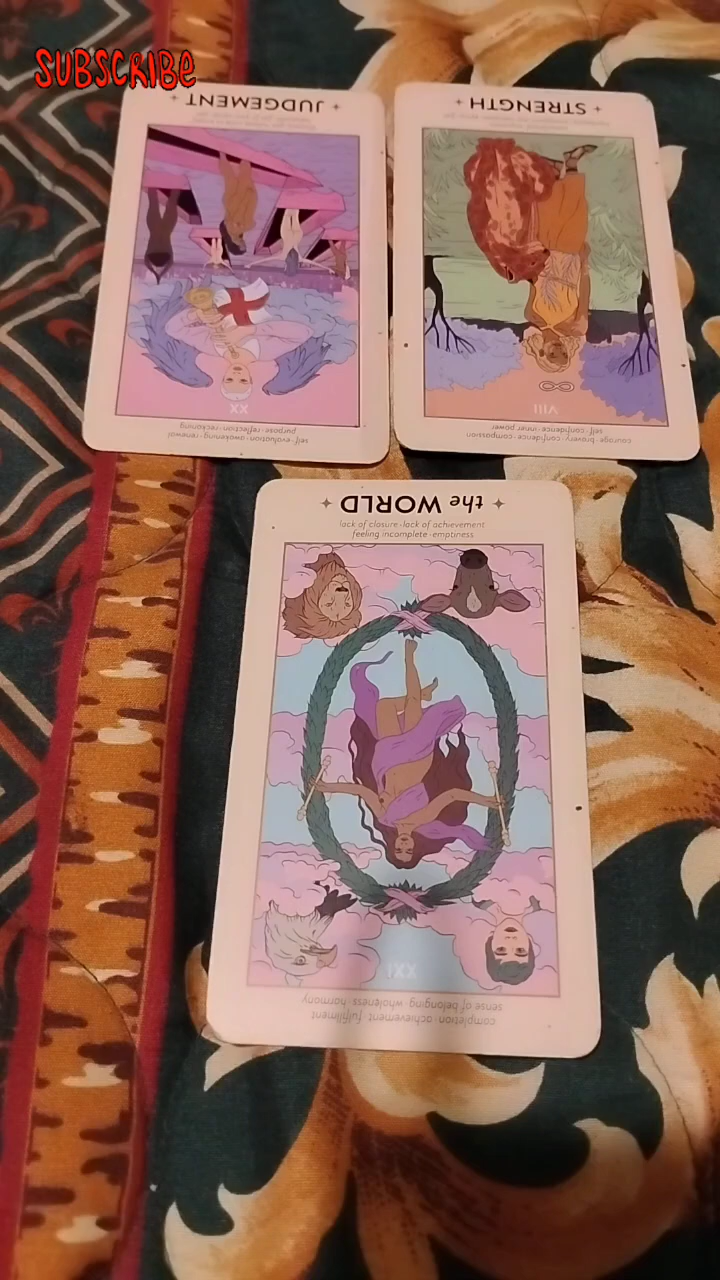 SUBSCRIBE
JUDGEMENT
XX
self-evaluation · awakening · renewal
purpose · reflection · reckoning
STRENGTH
VIII
courage · bravery · confidence · compassion
self-confidence · inner power
the WORLD
lack of closure · lack of achievement
feeling incomplete · emptiness
XXI
completion · achievement · fulfillment
sense of belonging · wholeness · harmony